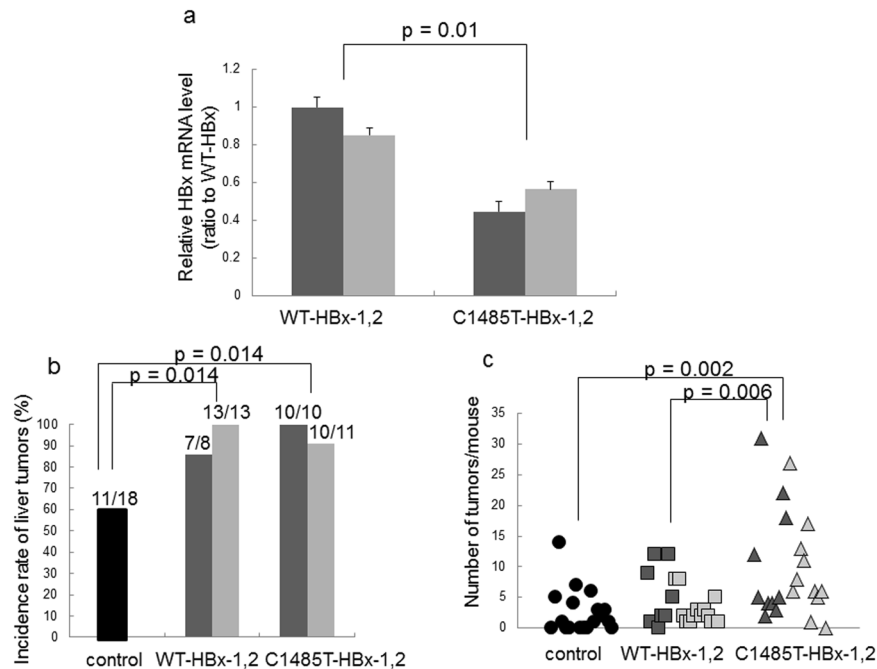 a
p = 0.01
Relative HBx mRNA level
(ratio to WT-HBx)
1.2
1
0.8
0.6
0.4
0.2
0
WT-HBx-1,2
C1485T-HBx-1,2
b
p = 0.014
p = 0.014
Incidence rate of liver tumors (%)
100
90
80
70
60
50
40
30
20
10
0
11/18
7/8
13/13
10/10
10/11
control
WT-HBx-1,2
C1485T-HBx-1,2
c
p = 0.002
p = 0.006
Number of tumors/mouse
35
30
25
20
15
10
5
0
control
WT-HBx-1,2
C1485T-HBx-1,2